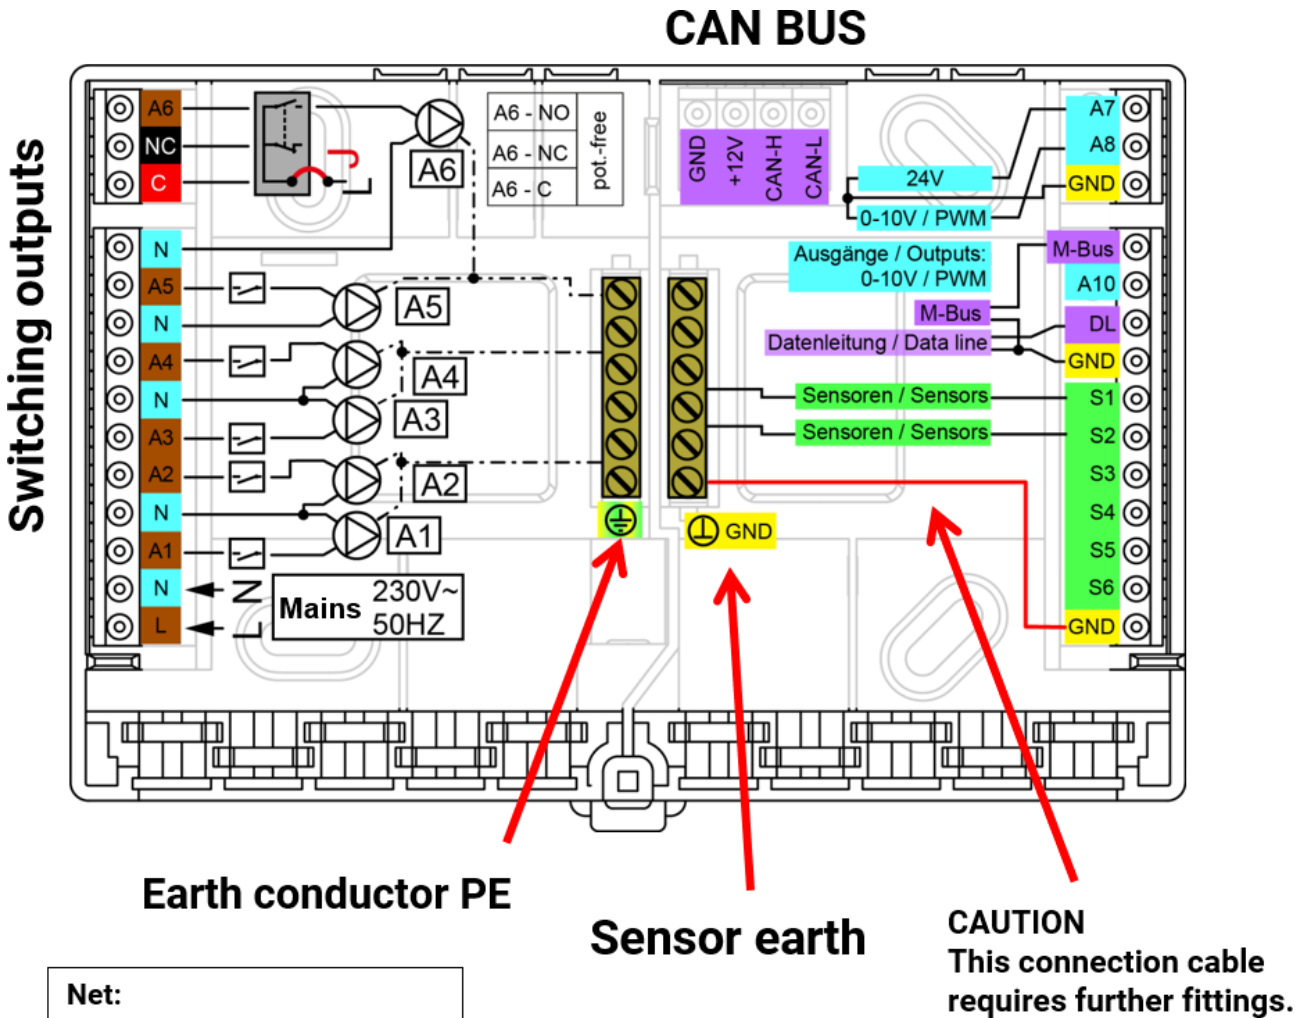 CAN BUS
Switching outputs
A6
NC
C
N
A5
N
A4
N
A3
A2
N
A1
N
L
A6
L
A6 - NO
A6 - NC
A6 - C
pot.-free
GND
+12V
CAN-H
CAN-L
A7
A8
GND
24V
0-10V / PWM
Ausgänge / Outputs:
0-10V / PWM
M-Bus
Datenleitung / Data line
Sensoren / Sensors
Sensoren / Sensors
M-Bus
A10
DL
GND
S1
S2
S3
S4
S5
S6
GND
A5
A4
A3
A2
A1
N
L
Mains 230V~
50HZ
GND
Earth conductor PE
Sensor earth
CAUTION
This connection cable
requires further fittings.
Net: